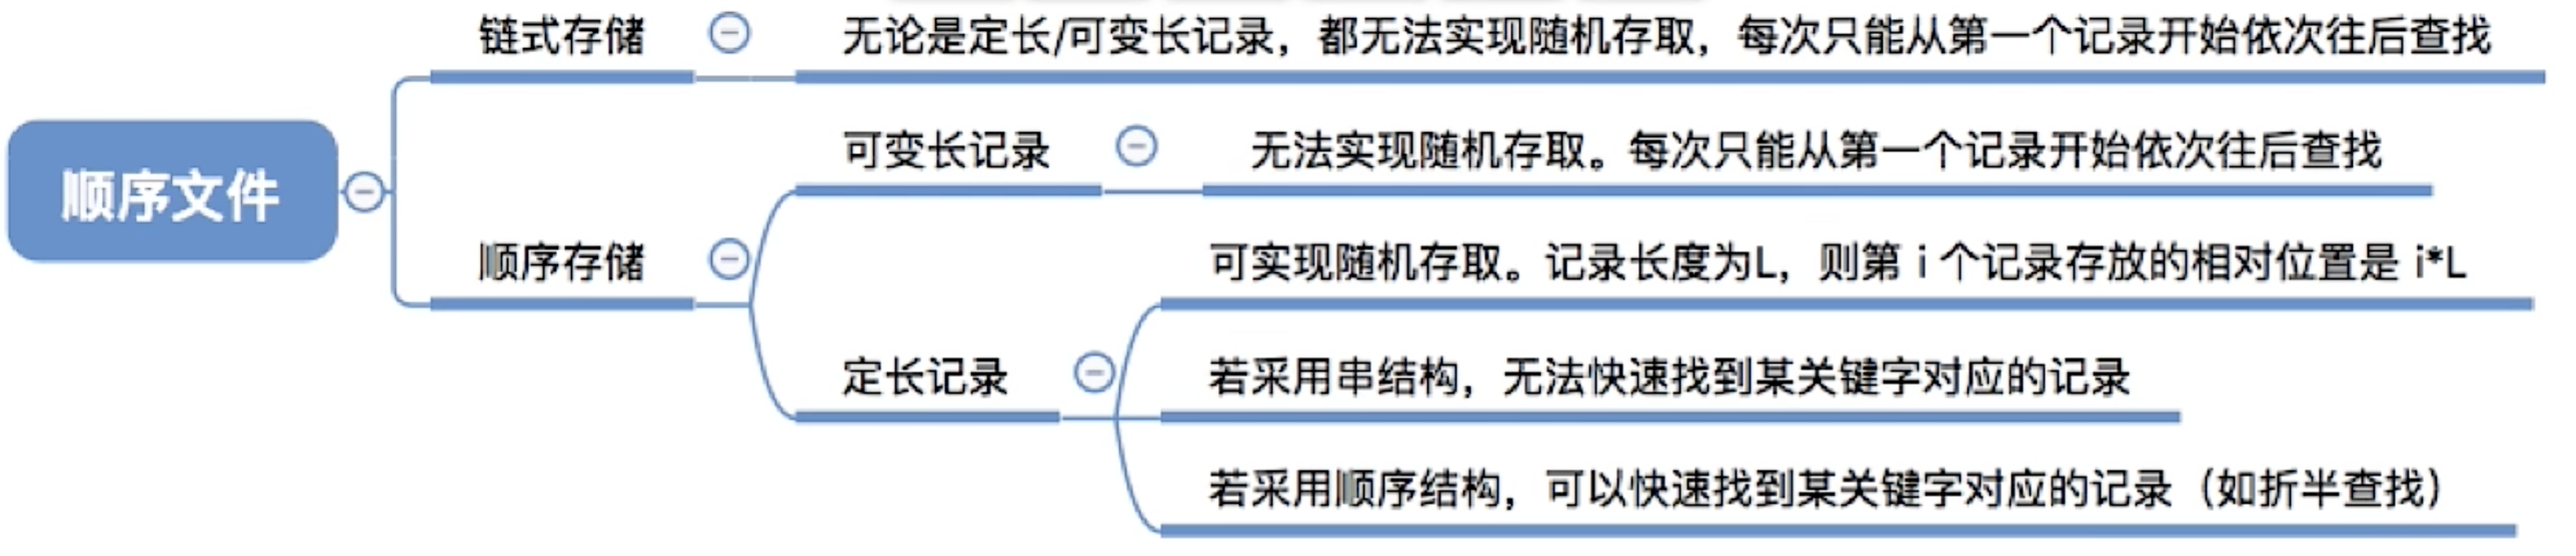 顺序文件
链式存储
无论是定长/可变长记录，都无法实现随机存取，每次只能从第一个记录开始依次往后查找
顺序存储
可变长记录
无法实现随机存取。每次只能从第一个记录开始依次往后查找
定长记录
可实现随机存取。记录长度为L，则第 i 个记录存放的相对位置是 i*L
若采用串结构，无法快速找到某关键字对应的记录
若采用顺序结构，可以快速找到某关键字对应的记录（如折半查找）